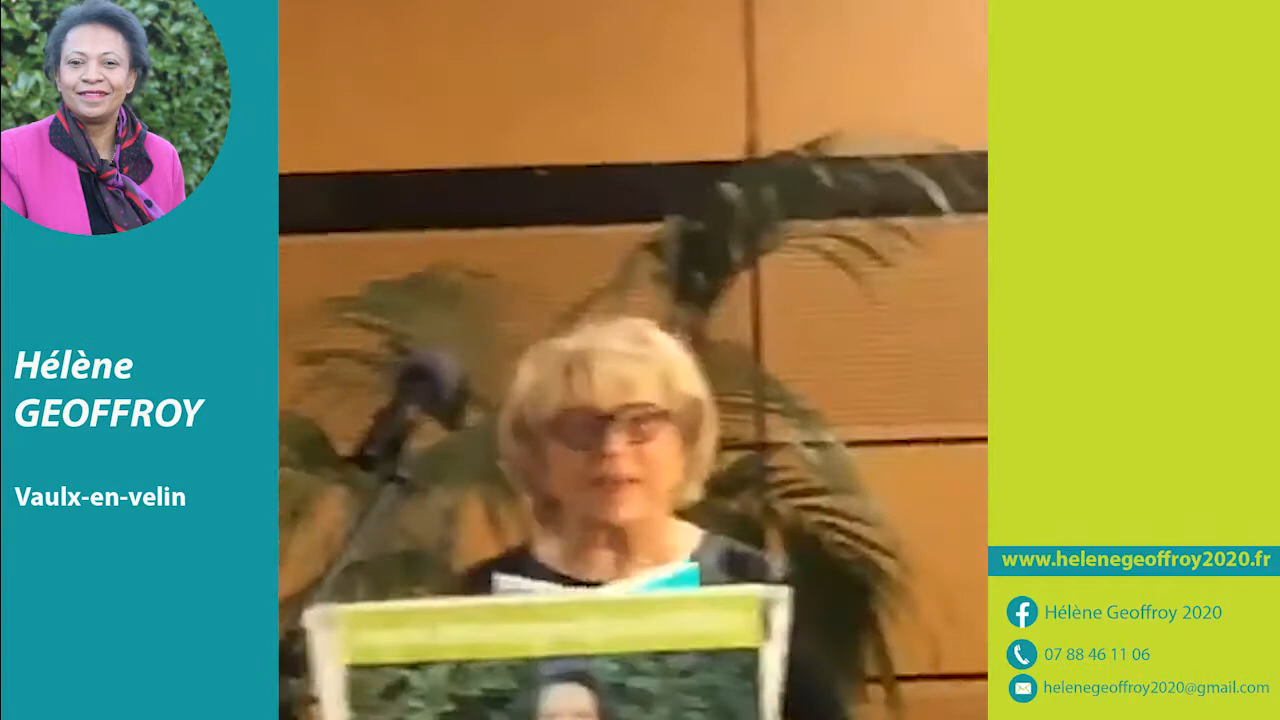 Hélène
GEOFFROY
Vaulx-en-velin
www.helenegeoffroy2020.fr
Hélène Geoffroy 2020
07 88 46 11 06
helenegeoffroy2020@gmail.com